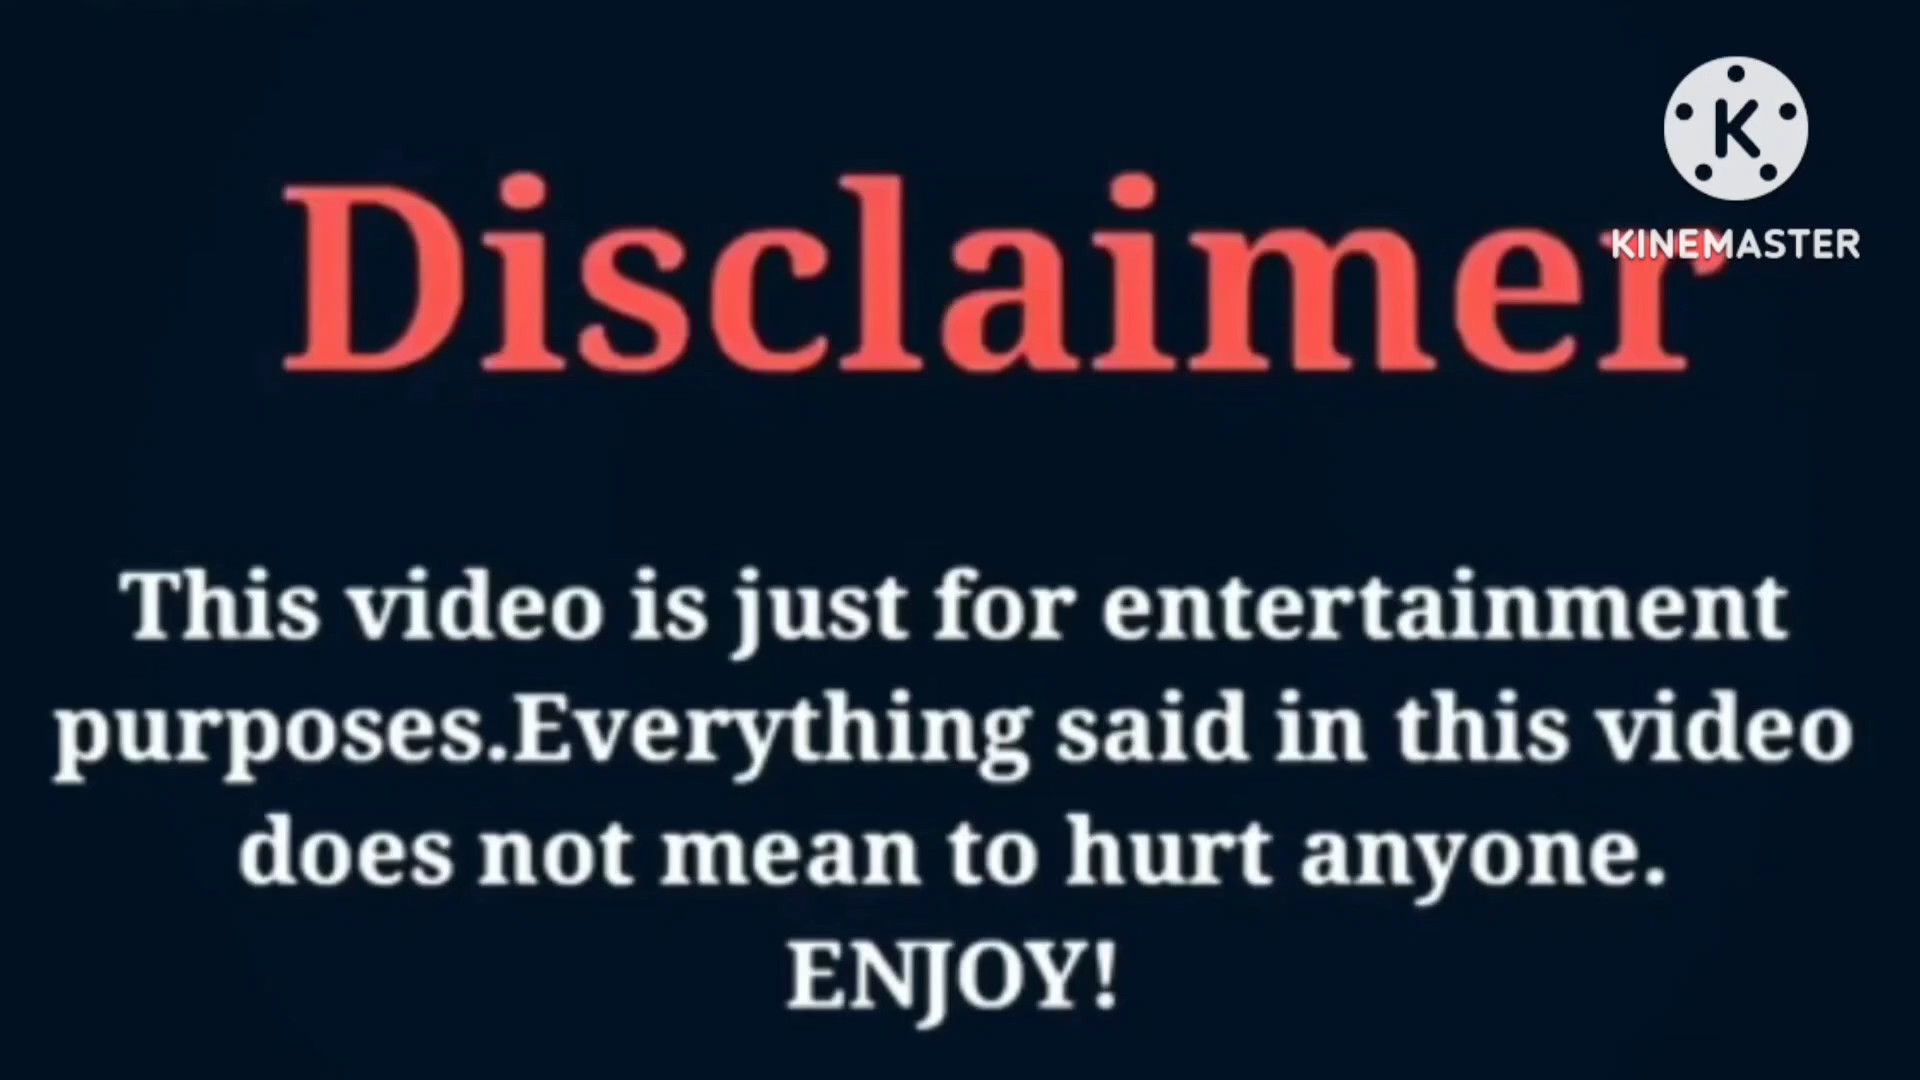 K
KINEMASTER
Disclaimer
This video is just for entertainment
purposes.Everything said in this video
does not mean to hurt anyone.
ENJOY!